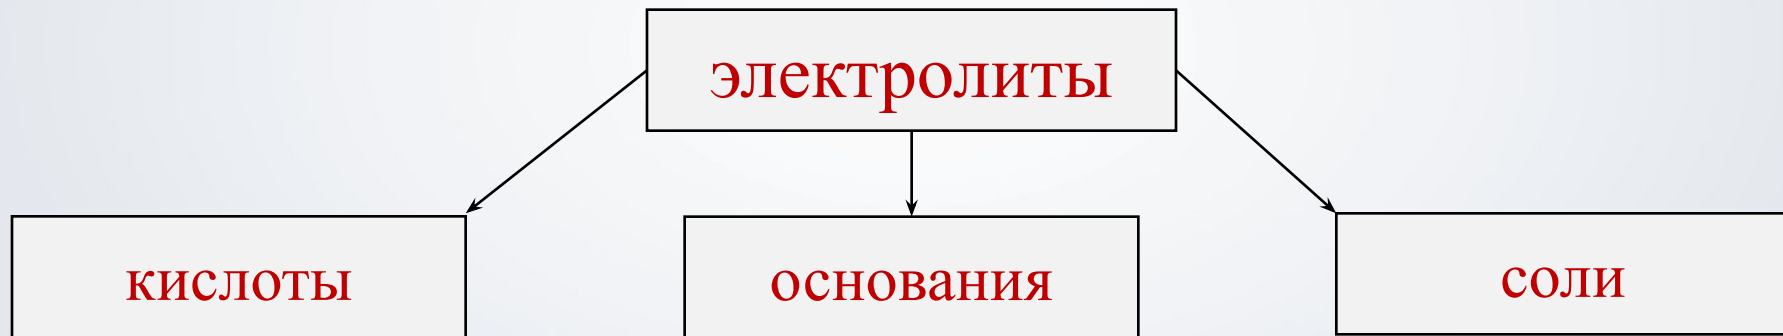 электролиты
кислоты
основания
соли